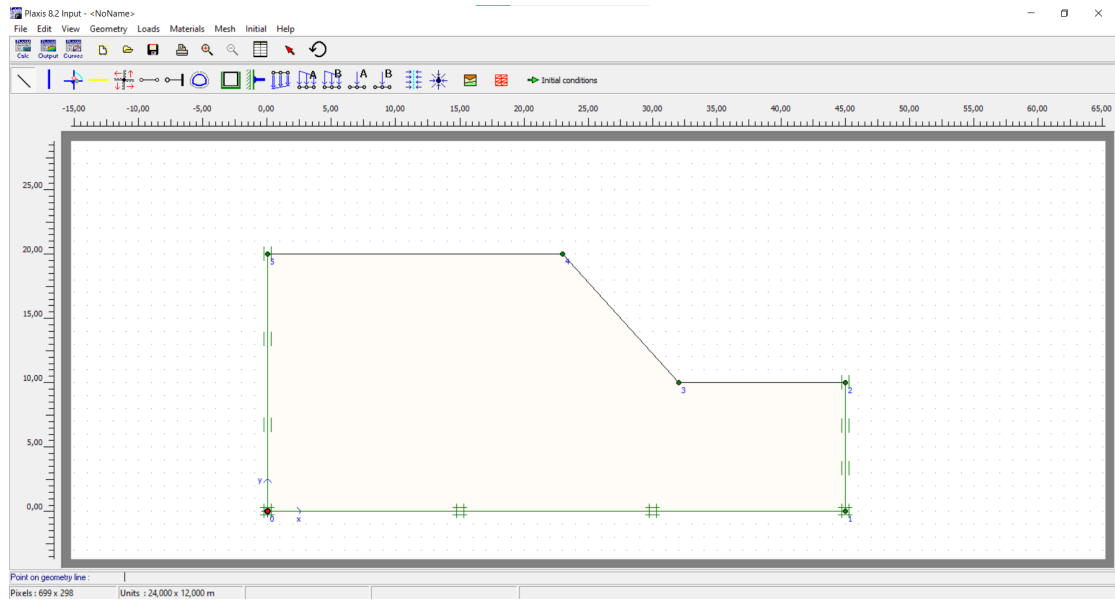 Plaxis 8.2 Input - <NoName>
File Edit View Geometry Loads Materials Mesh Initial Help
Calc Output Curves
A B A B Initial conditions
-15,00 -10,00 -5,00 0,00 5,00 10,00 15,00 20,00 25,00 30,00 35,00 40,00 45,00 50,00 55,00 60,00 65,00
25,00
20,00
5 4
15,00
10,00
3 2
5,00
y
0,00
0 x 1
Point on geometry line :
Pixels : 699 x 298 Units : 24,000 x 12,000 m